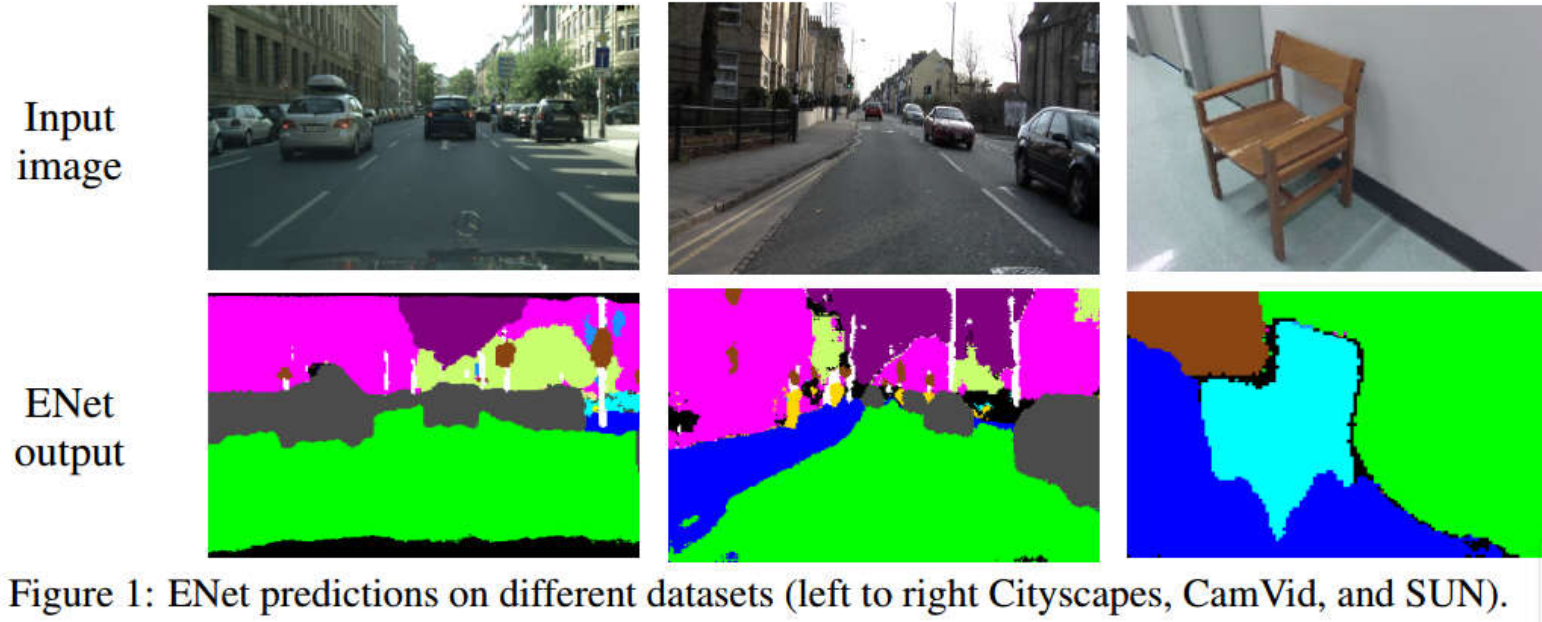 Input
image
ENet
output
Figure 1: ENet predictions on different datasets (left to right Cityscapes, CamVid, and SUN).